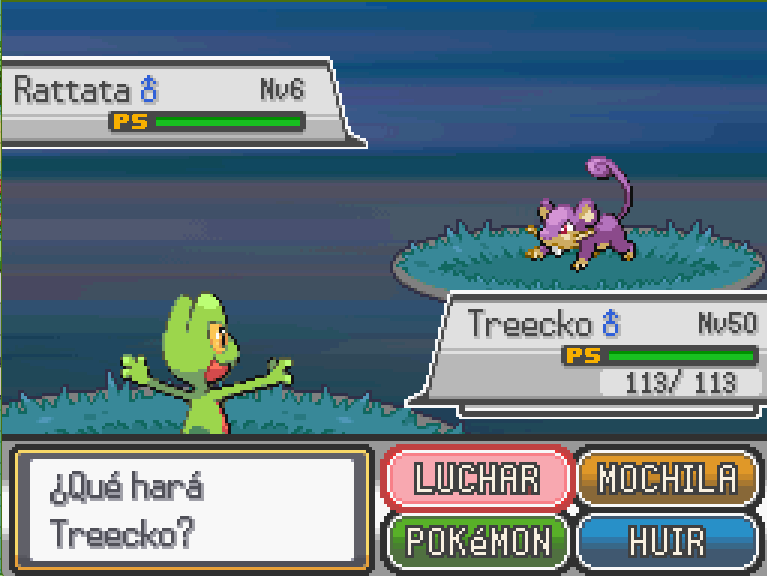 Rattata ♂ Nv6
PS
Treecko ♂ Nv50
PS
113/ 113
¿Qué hará
Treecko?
LUCHAR
MOCHILA
POKéMON
HUIR